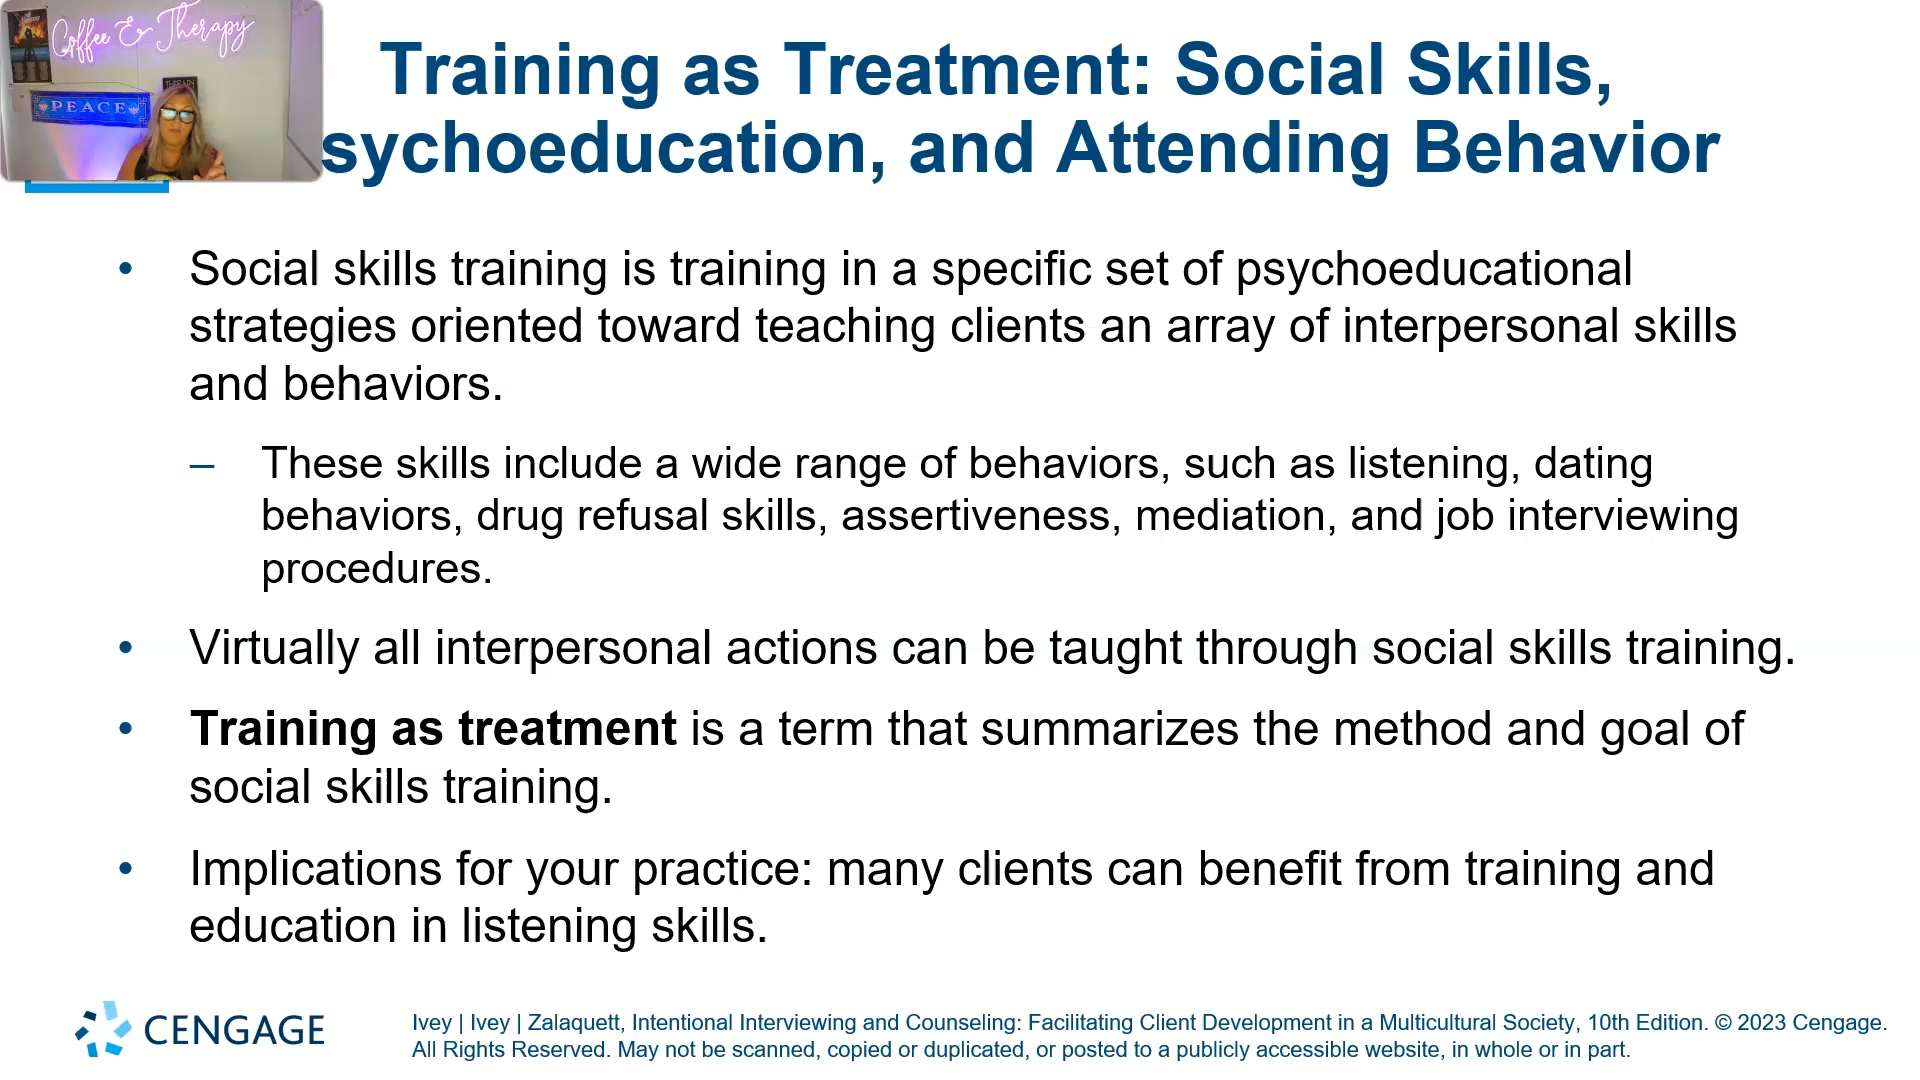 Coffee & Therapy
PEACE
THERAPY
Training as Treatment: Social Skills,
sychoeducation, and Attending Behavior
• Social skills training is training in a specific set of psychoeducational
strategies oriented toward teaching clients an array of interpersonal skills
and behaviors.
– These skills include a wide range of behaviors, such as listening, dating
behaviors, drug refusal skills, assertiveness, mediation, and job interviewing
procedures.
• Virtually all interpersonal actions can be taught through social skills training.
• Training as treatment is a term that summarizes the method and goal of
social skills training.
• Implications for your practice: many clients can benefit from training and
education in listening skills.
CENGAGE
Ivey | Ivey | Zalaquett, Intentional Interviewing and Counseling: Facilitating Client Development in a Multicultural Society, 10th Edition. © 2023 Cengage.
All Rights Reserved. May not be scanned, copied or duplicated, or posted to a publicly accessible website, in whole or in part.